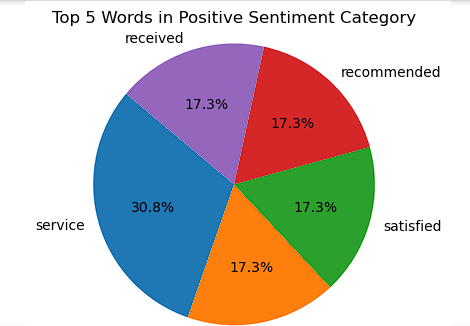 Top 5 Words in Positive Sentiment Category
received
recommended
17.3%
17.3%
30.8%
17.3%
service
satisfied
17.3%